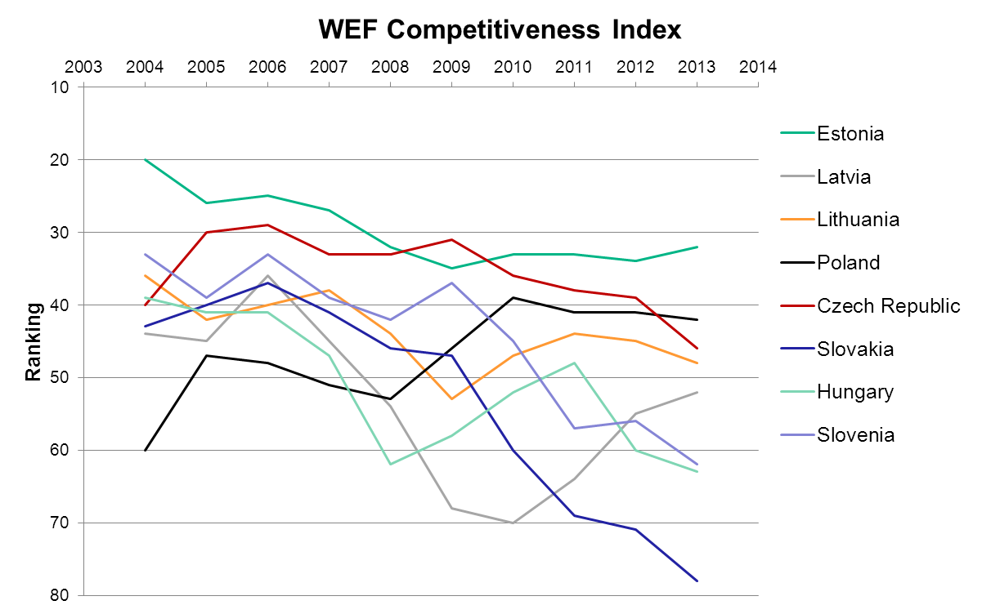 WEF Competitiveness Index
2003 2004 2005 2006 2007 2008 2009 2010 2011 2012 2013 2014
10
20
30
40
50
60
70
80
Ranking
Estonia
Latvia
Lithuania
Poland
Czech Republic
Slovakia
Hungary
Slovenia